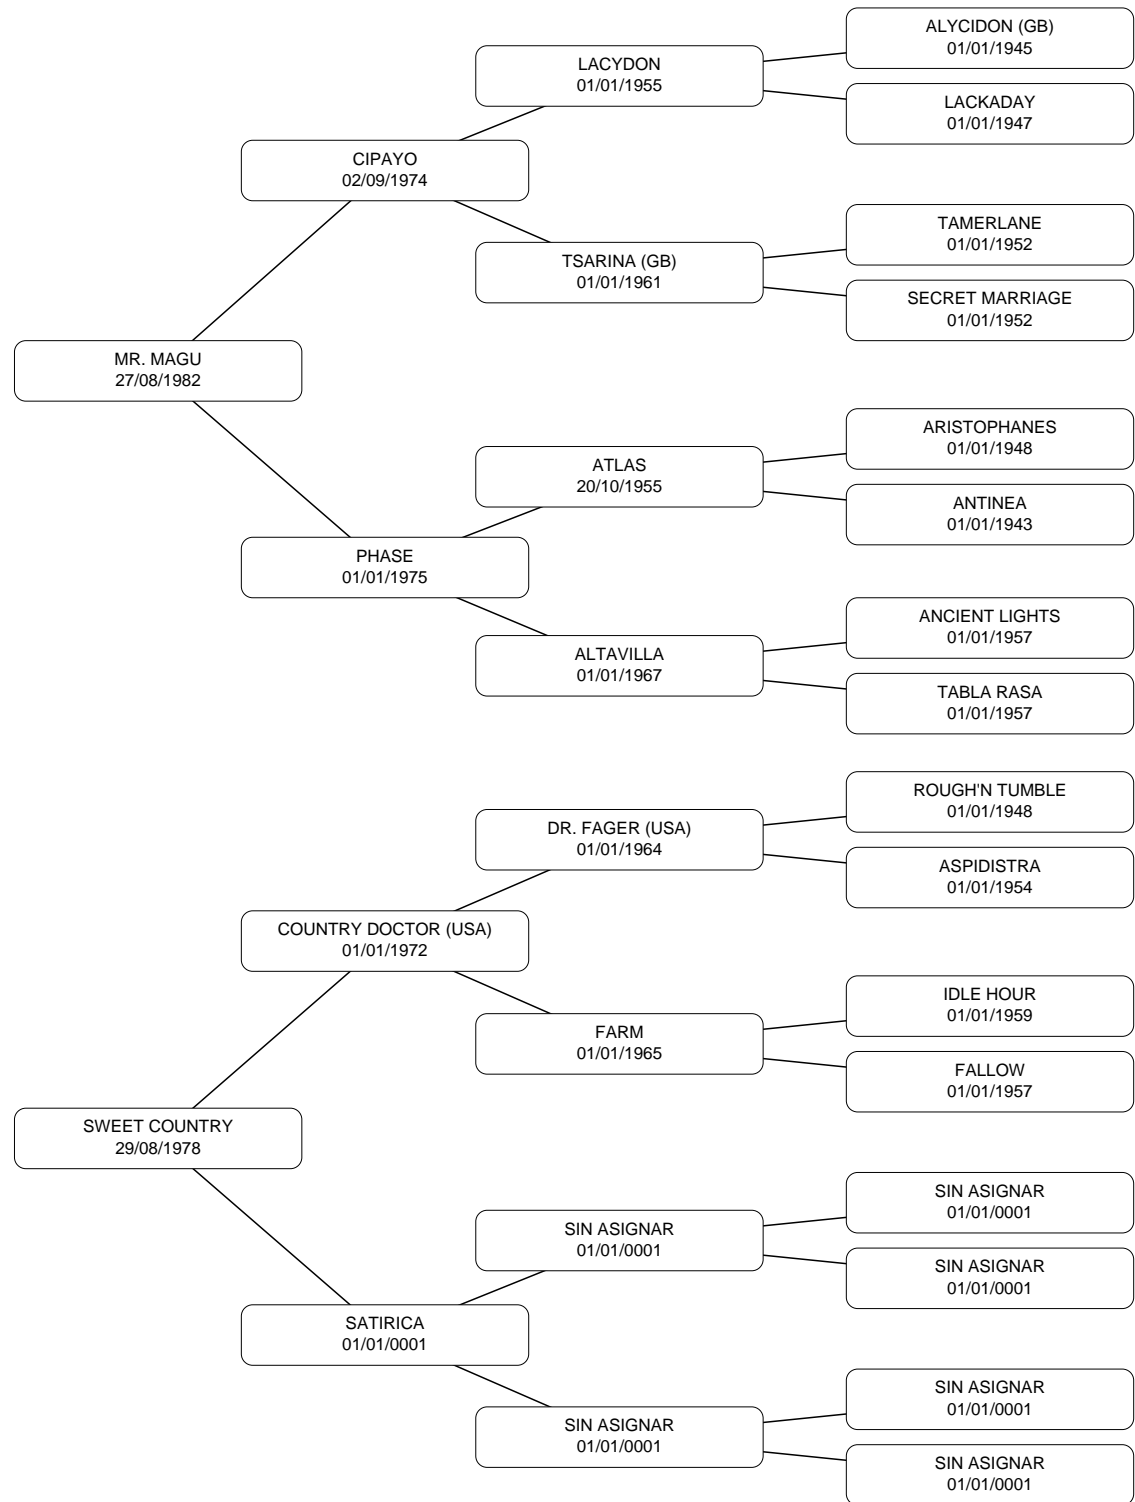 ALYCIDON (GB)
01/01/1945
LACYDON
01/01/1955
LACKADAY
01/01/1947
CIPAYO
02/09/1974
TAMERLANE
01/01/1952
TSARINA (GB)
01/01/1961
SECRET MARRIAGE
01/01/1952
MR. MAGU
27/08/1982
ARISTOPHANES
01/01/1948
ATLAS
20/10/1955
ANTINEA
01/01/1943
PHASE
01/01/1975
ANCIENT LIGHTS
01/01/1957
ALTAVILLA
01/01/1967
TABLA RASA
01/01/1957
ROUGH'N TUMBLE
01/01/1948
DR. FAGER (USA)
01/01/1964
ASPIDISTRA
01/01/1954
COUNTRY DOCTOR (USA)
01/01/1972
IDLE HOUR
01/01/1959
FARM
01/01/1965
FALLOW
01/01/1957
SWEET COUNTRY
29/08/1978
SIN ASIGNAR
01/01/0001
SIN ASIGNAR
01/01/0001
SIN ASIGNAR
01/01/0001
SATIRICA
01/01/0001
SIN ASIGNAR
01/01/0001
SIN ASIGNAR
01/01/0001
SIN ASIGNAR
01/01/0001